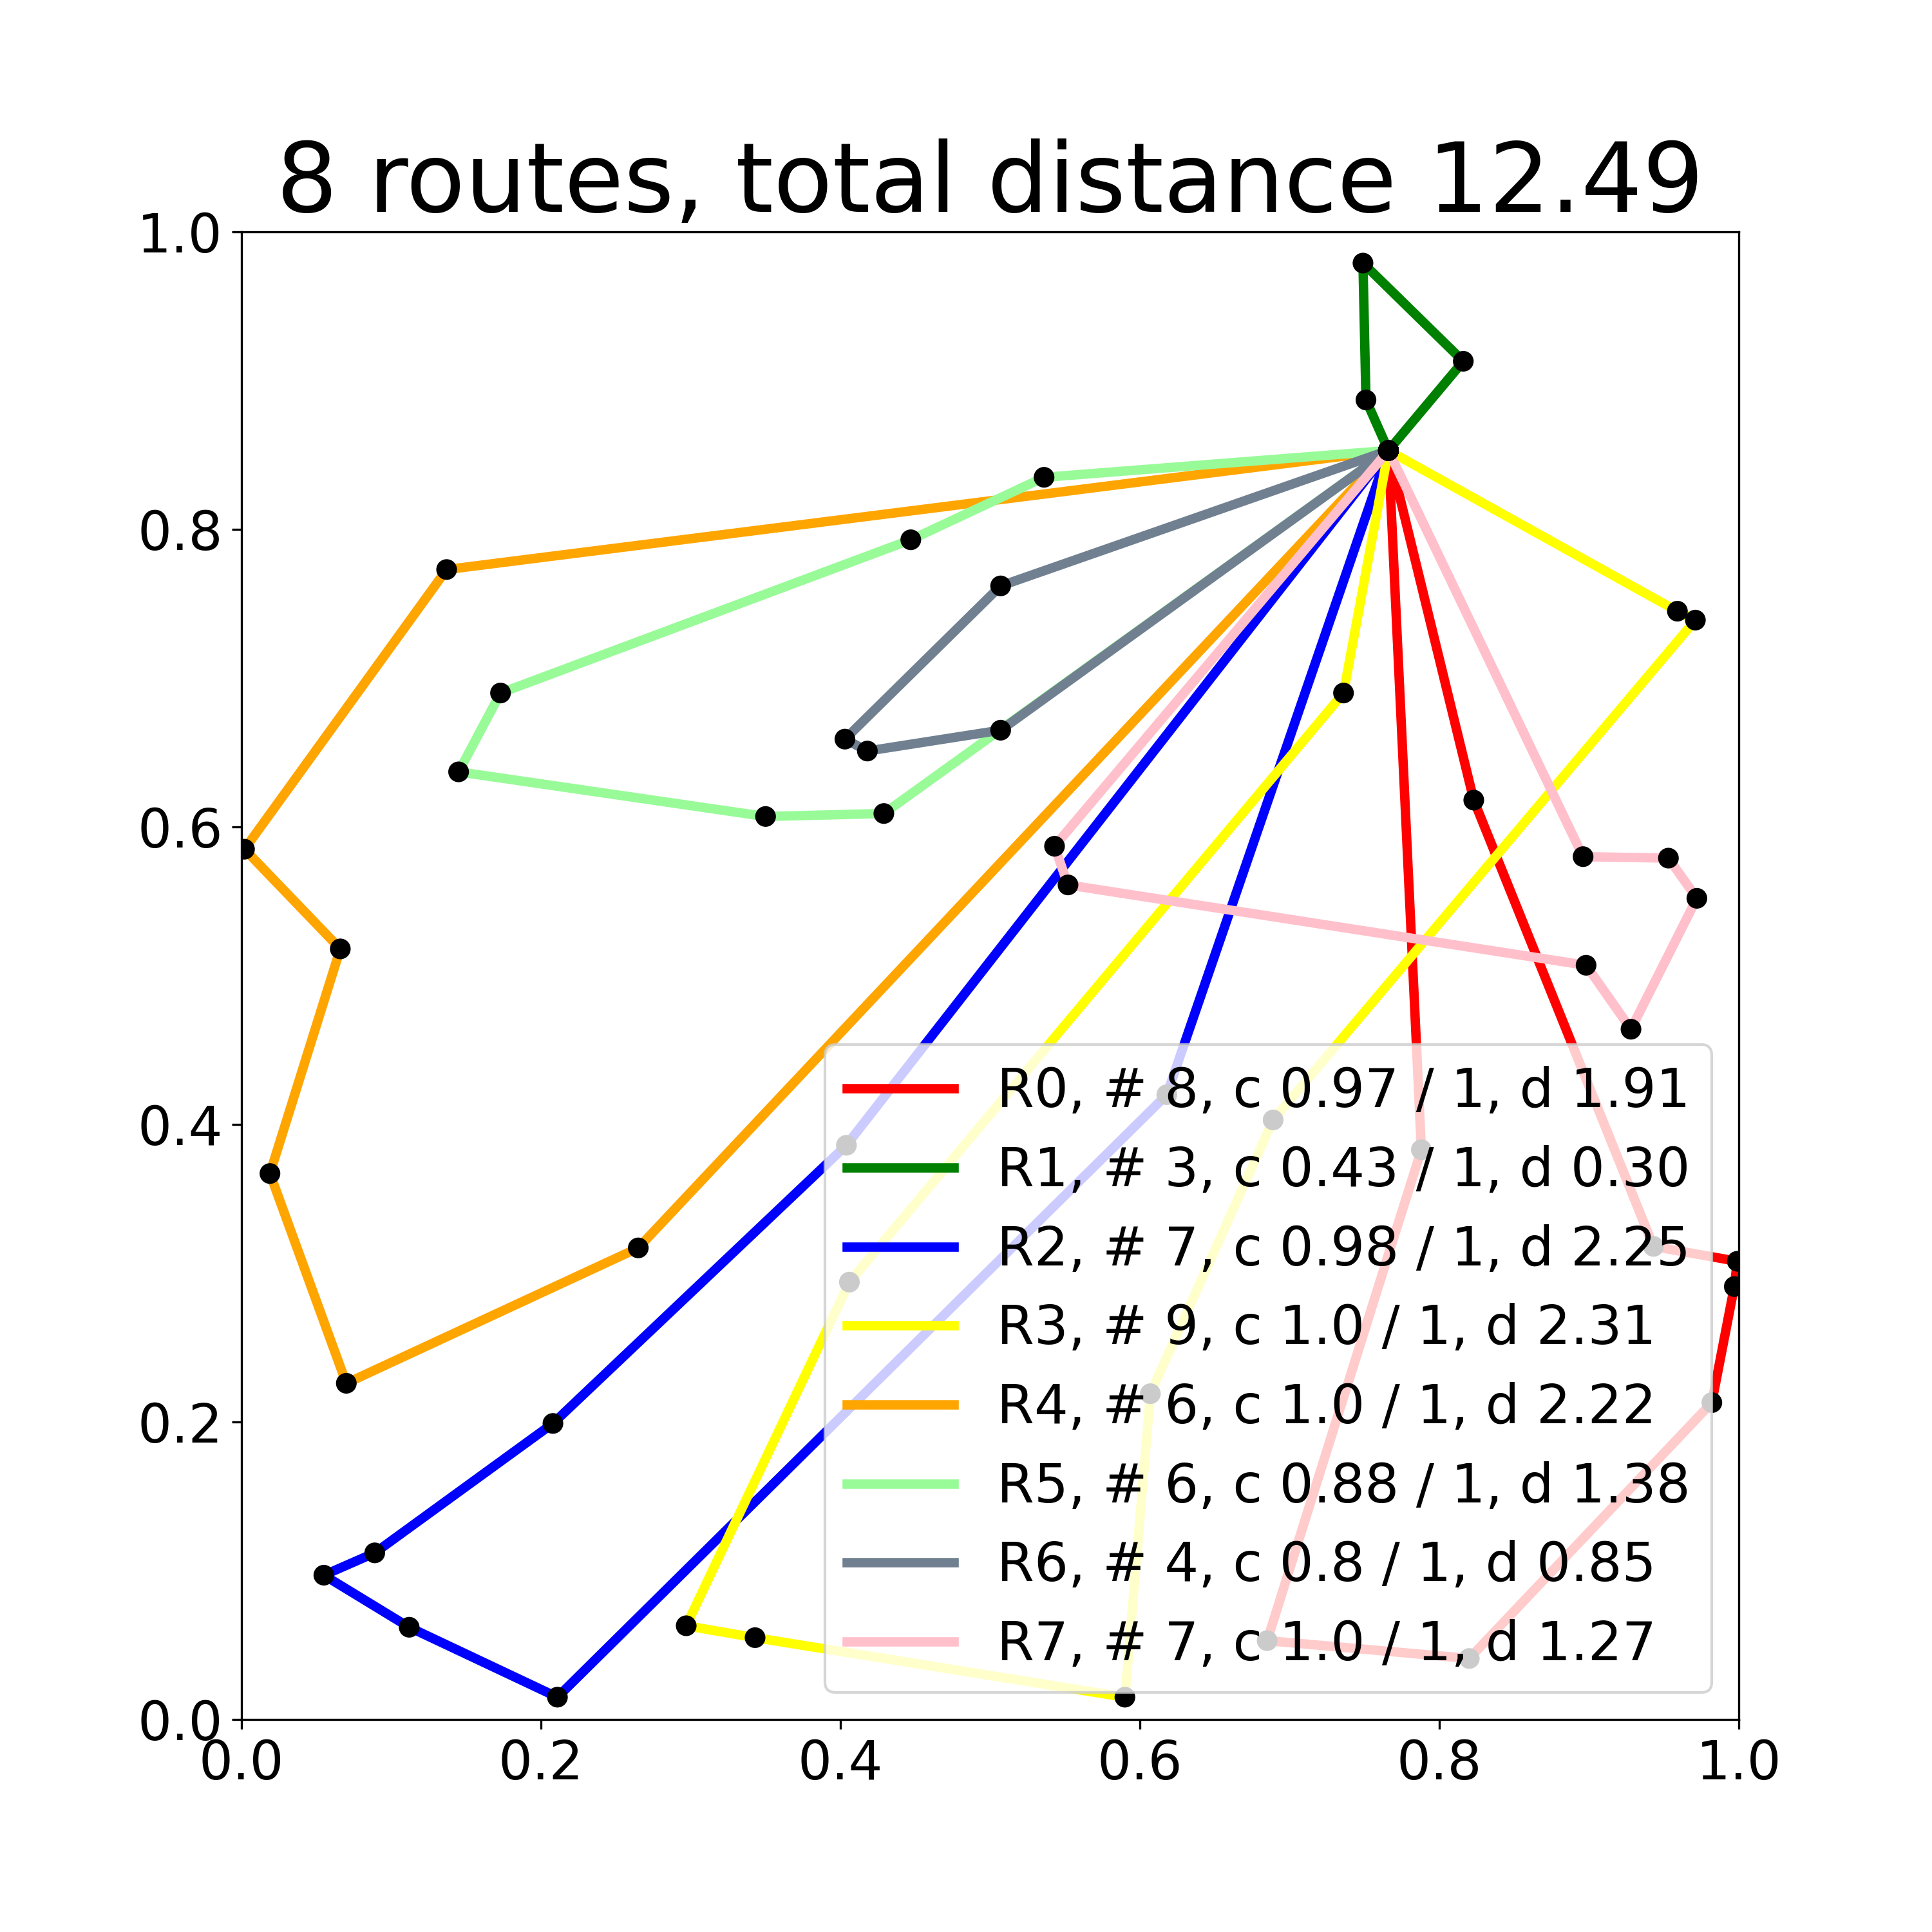 8 routes, total distance 12.49
1.0
0.8
0.6
0.4
0.2
0.0
0.0 0.2 0.4 0.6 0.8 1.0
R0, # 8, c 0.97 / 1, d 1.91
R1, # 3, c 0.43 / 1, d 0.30
R2, # 7, c 0.98 / 1, d 2.25
R3, # 9, c 1.0 / 1, d 2.31
R4, # 6, c 1.0 / 1, d 2.22
R5, # 6, c 0.88 / 1, d 1.38
R6, # 4, c 0.8 / 1, d 0.85
R7, # 7, c 1.0 / 1, d 1.27